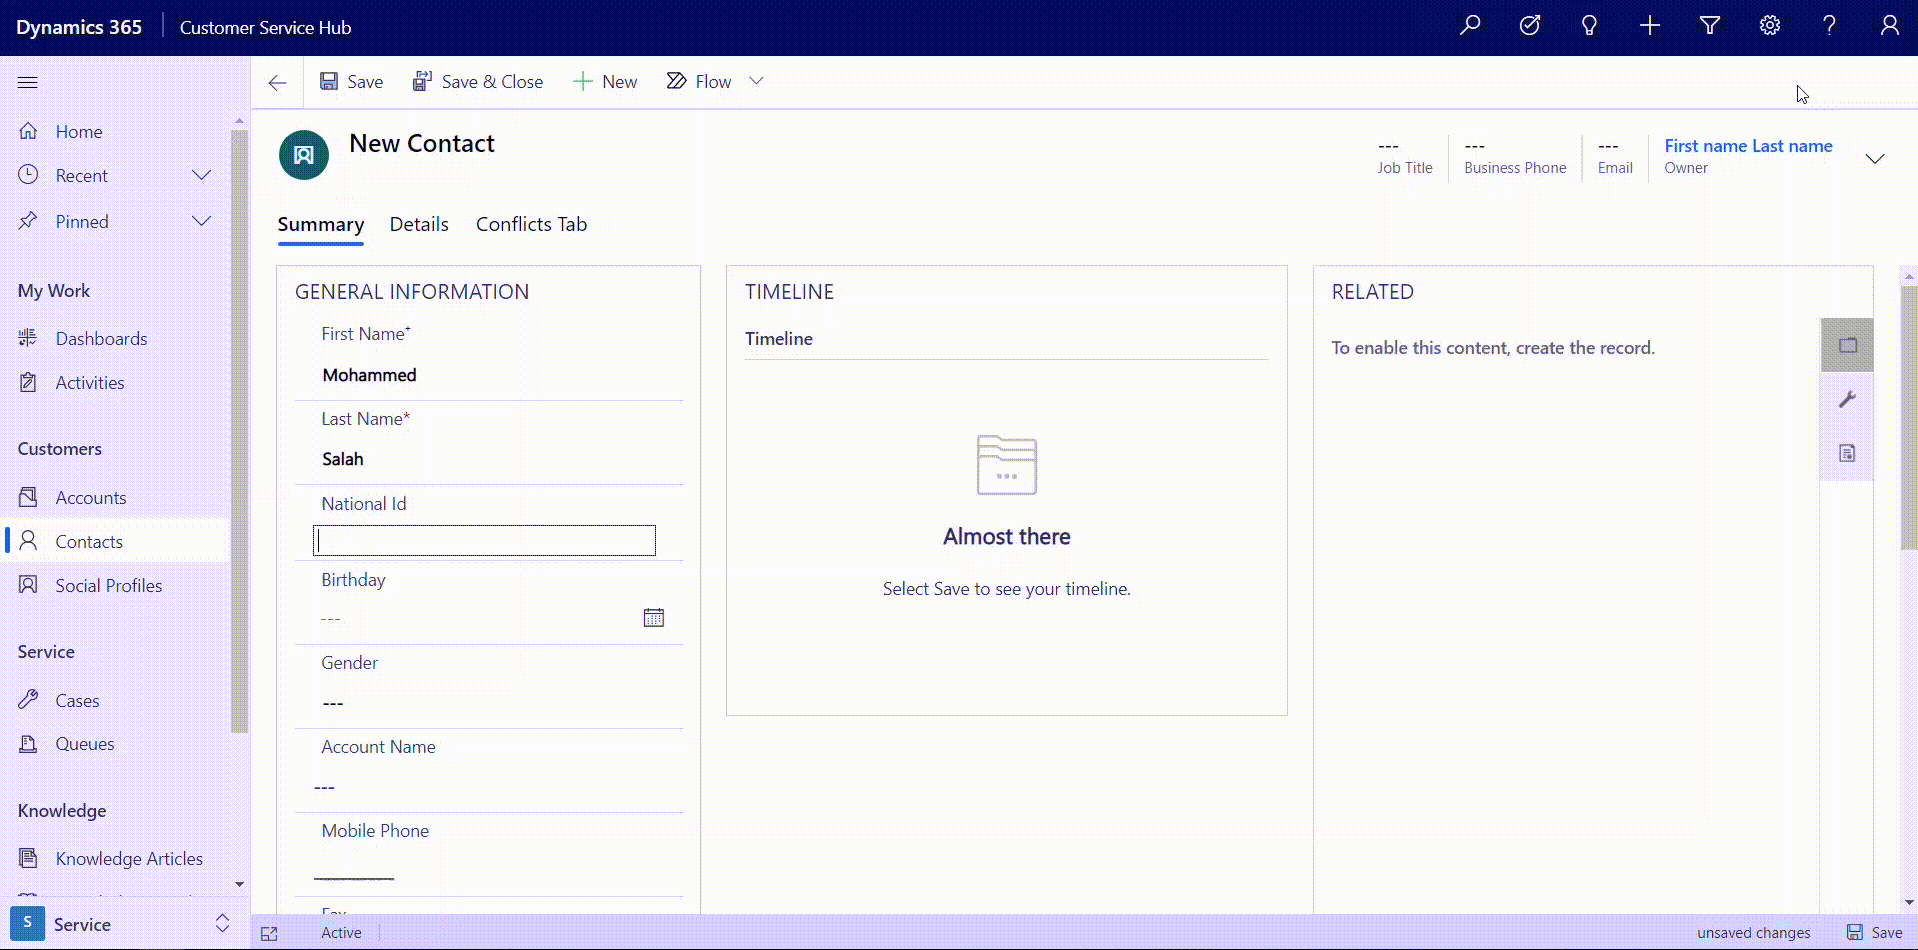 Dynamics 365
Customer Service Hub
Save
Save & Close
New
Flow
Home
Recent
Pinned
My Work
Dashboards
Activities
Customers
Accounts
Contacts
Social Profiles
Service
Cases
Queues
Knowledge
Knowledge Articles
S
Service
New Contact
---
Job Title
---
Business Phone
---
Email
First name Last name
Owner
Summary
Details
Conflicts Tab
GENERAL INFORMATION
First Name+
Mohammed
Last Name*
Salah
National Id
Birthday
---
Gender
---
Account Name
---
Mobile Phone
TIMELINE
Timeline
Almost there
Select Save to see your timeline.
RELATED
To enable this content, create the record.
Active
unsaved changes
Save